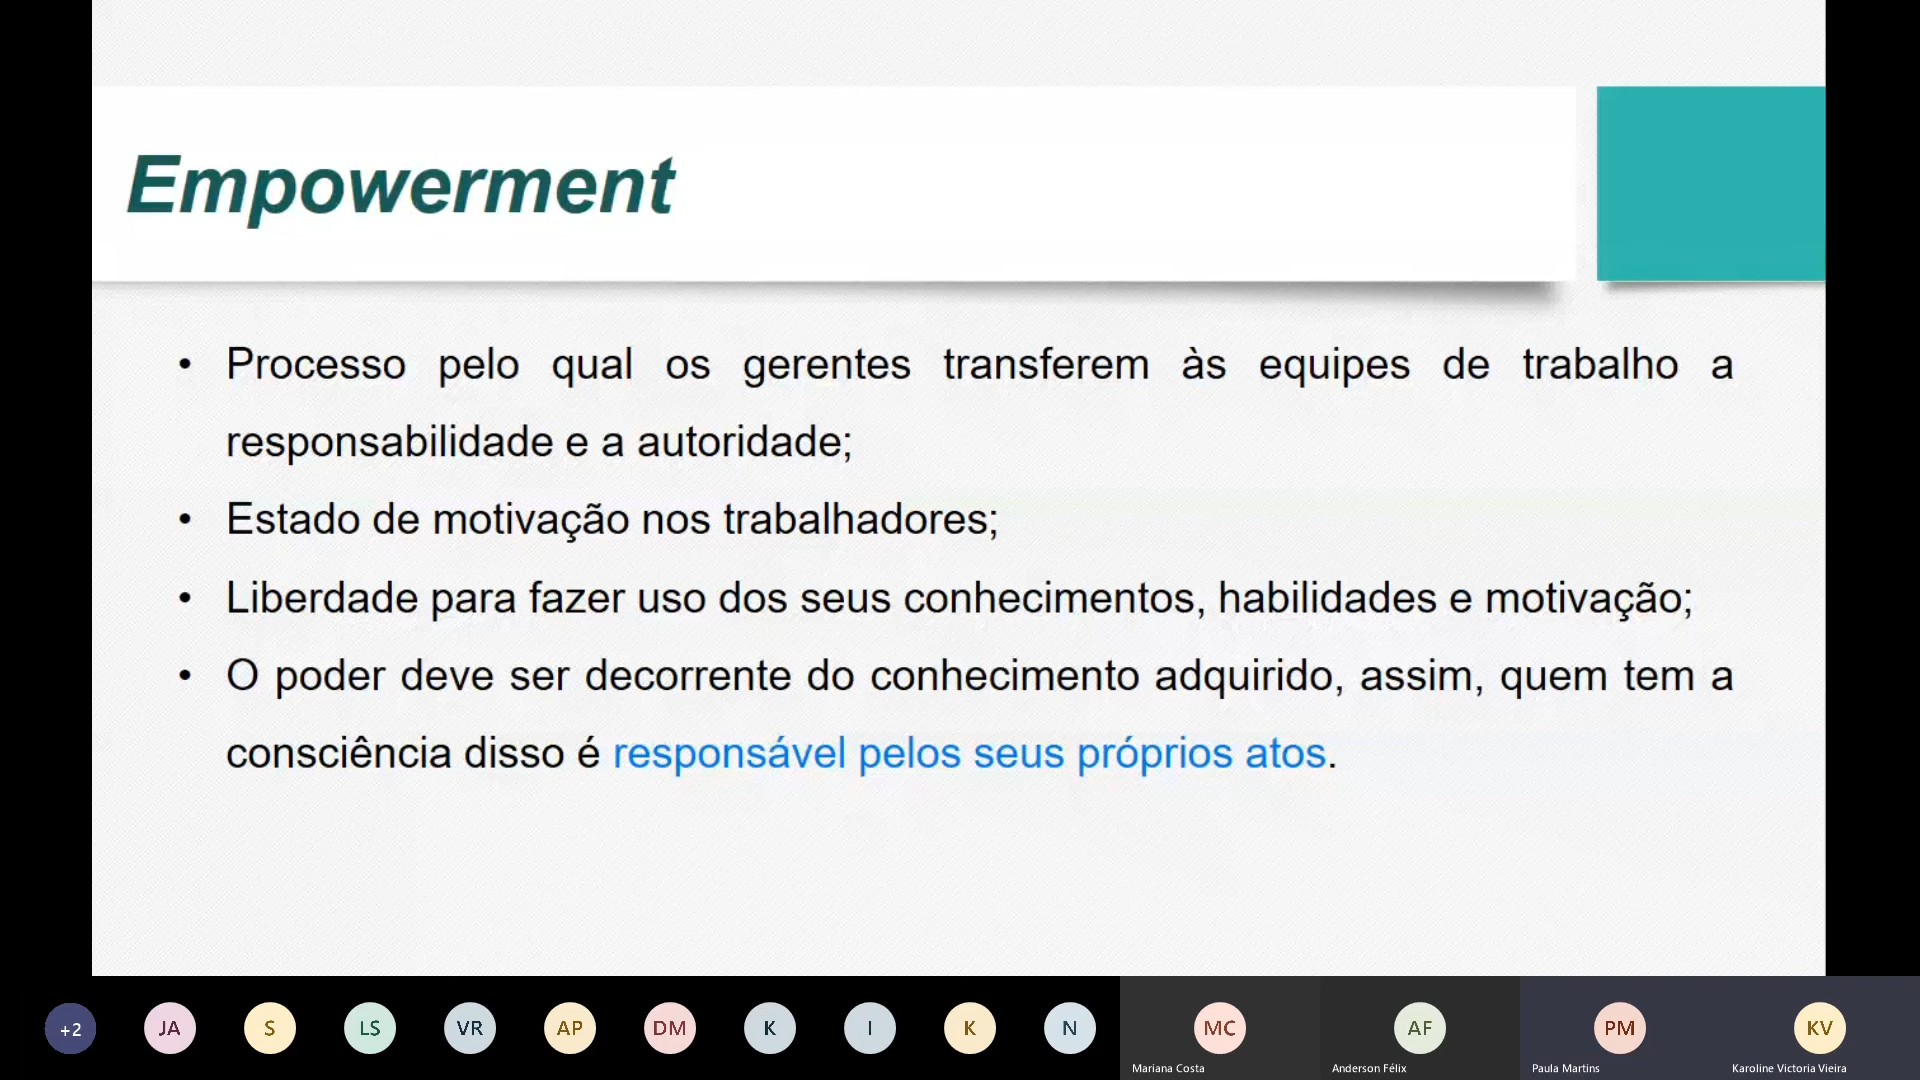 Empowerment
• Processo pelo qual os gerentes transferem às equipes de trabalho a
responsabilidade e a autoridade;
• Estado de motivação nos trabalhadores;
• Liberdade para fazer uso dos seus conhecimentos, habilidades e motivação;
• O poder deve ser decorrente do conhecimento adquirido, assim, quem tem a
consciência disso é responsável pelos seus próprios atos.
+2 JA S LS VR AP DM K I K N MC AF PM KV
Mariana Costa Anderson Félix Paula Martins Karoline Victoria Vieira